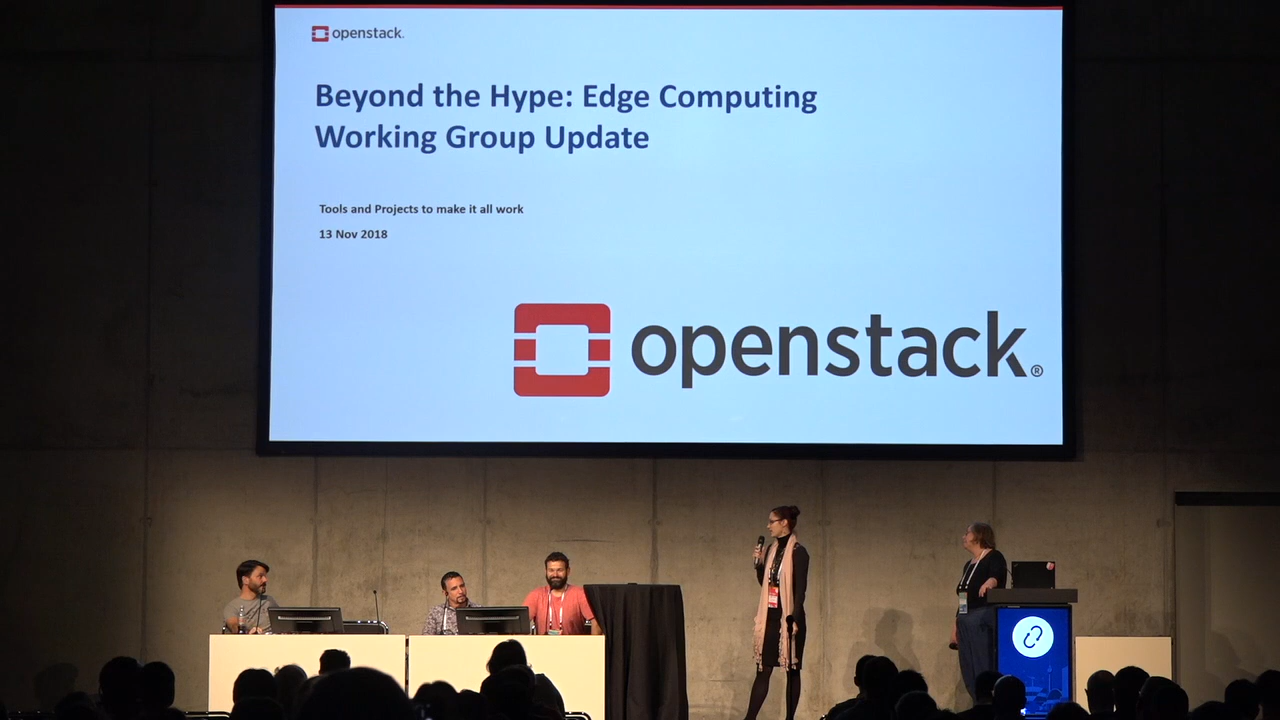 openstack.
Beyond the Hype: Edge Computing
Working Group Update
Tools and Projects to make it all work
13 Nov 2018
openstack®